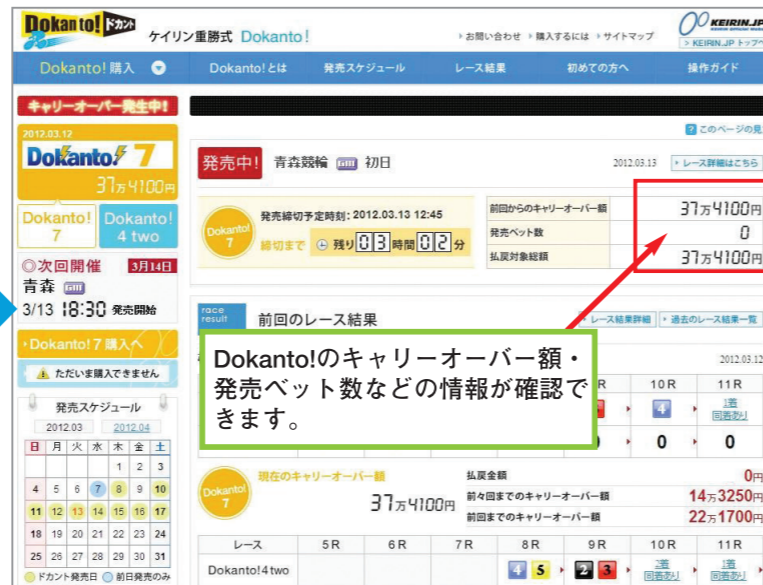 Dokanto! ドカント
ケイリン重勝式 Dokanto!
お問い合わせ 購入するには サイトマップ
KEIRIN.JP
KEIRIN.JP トップへ
Dokanto! 購入 Dokanto!とは 発売スケジュール レース結果 初めての方へ 操作ガイド
キャリーオーバー発生中!
2012.03.12
Dokanto! 7
37万4100円
Dokanto! 7
Dokanto! 4 two
◎次回開催 3月14日
青森 GIII
3/13 18:30 発売開始
Dokanto! 7 購入へ
ただいま購入できません
発売スケジュール
2012.03 2012.04
日 月 火 水 木 金 土
1 2 3
4 5 6 7 8 9 10
11 12 13 14 15 16 17
18 19 20 21 22 23 24
25 26 27 28 29 30 31
ドカント発売日 前日発売のみ
? このページの見
発売中! 青森競輪 GIII 初日
2012.03.13 レース詳細はこちら
Dokanto! 7
発売締切予定時刻:2012.03.13 12:45
締切まで 残り 03 時間 02 分
前回からのキャリーオーバー額 37万4100円
発売ベット数 0
払戻対象総額 37万4100円
race result 前回のレース結果
レース結果詳細 過去のレース結果一覧
2012.03.12
Dokanto!のキャリーオーバー額・
発売ベット数などの情報が確認で
きます。
R 10R 11R
4 1着同着あり
0 0
Dokanto! 7
現在のキャリーオーバー額
37万4100円
払戻金額 0円
前々回までのキャリーオーバー額 14万3250円
前回までのキャリーオーバー額 22万1700円
レース 5R 6R 7R 8R 9R 10R 11R
Dokanto!4two 4 5 2 3 1着同着あり 1着同着あり